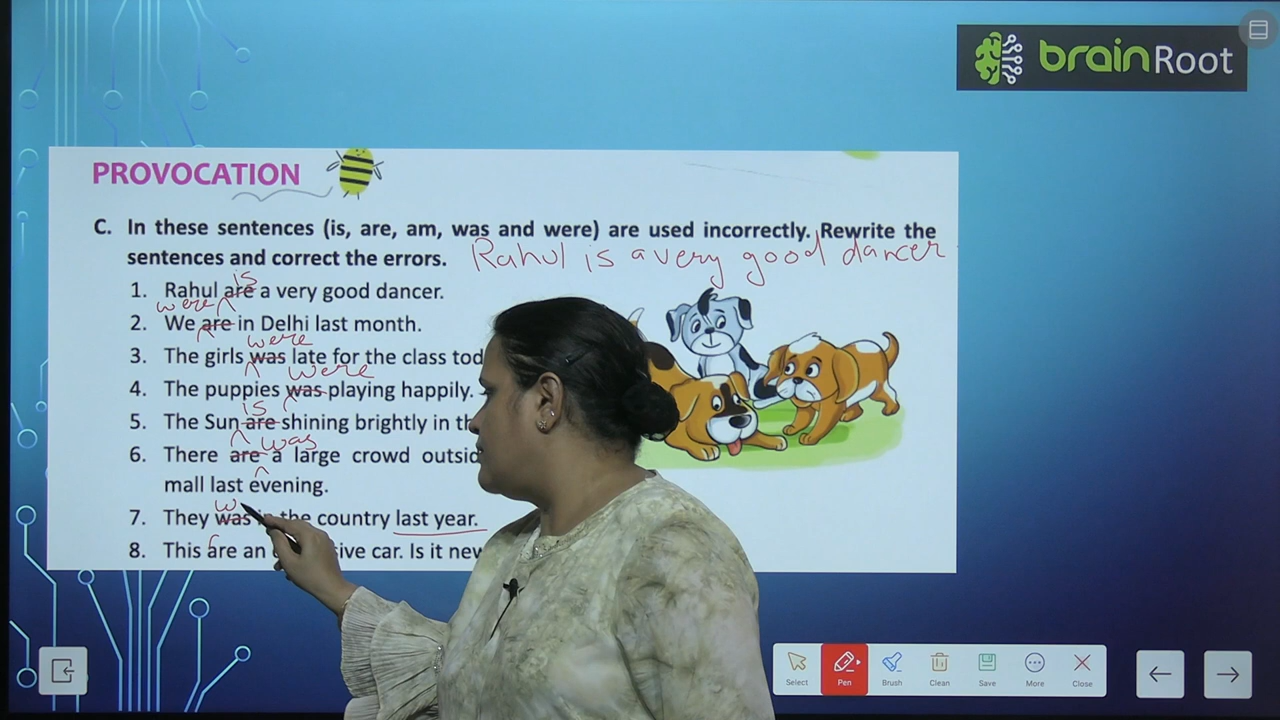 brainRoot
PROVOCATION
C. In these sentences (is, are, am, was and were) are used incorrectly. Rewrite the
sentences and correct the errors. Rahul is a very good dancer
is
1. Rahul are a very good dancer.
were
2. We are in Delhi last month.
were
3. The girls was late for the class tod
were
4. The puppies was playing happily.
is
5. The Sun are shining brightly in th
was
6. There are a large crowd outsid
mall last evening.
w
7. They was in the country last year.
8. This are an sive car. Is it new
Select Pen Brush Clean Save More Close